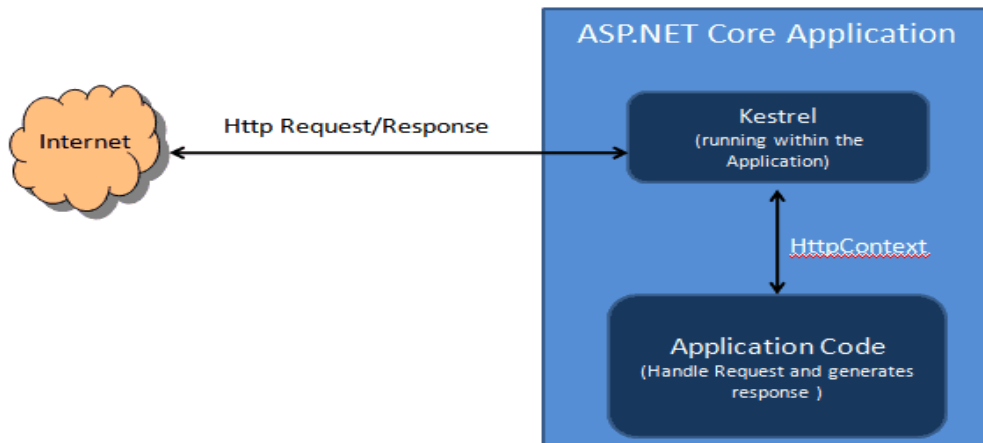 ASP.NET Core Application
Internet
Http Request/Response
Kestrel
(running within the
Application)
HttpContext
Application Code
(Handle Request and generates
response )